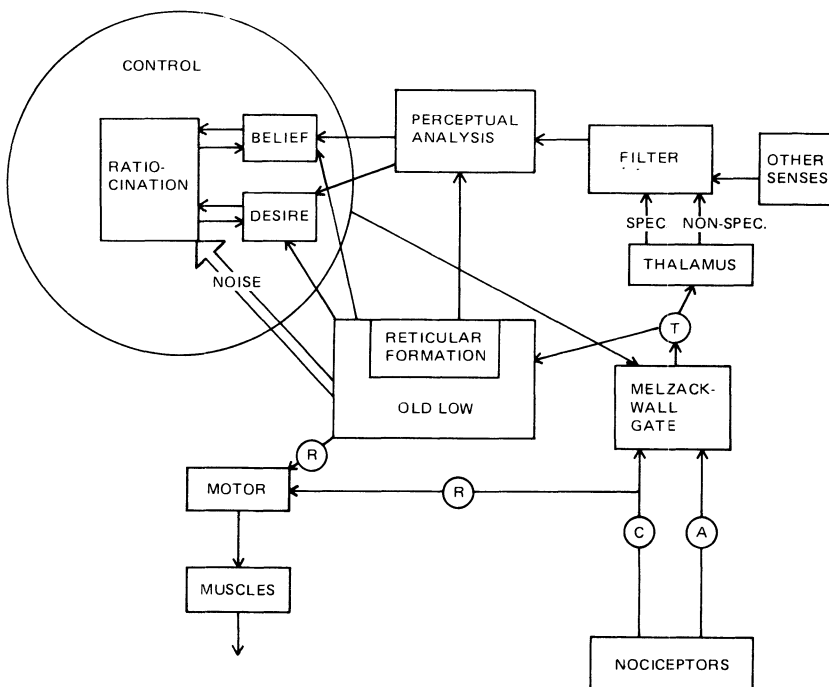 CONTROL
PERCEPTUAL
ANALYSIS
BELIEF
FILTER
OTHER
SENSES
RATIO-
CINATION
DESIRE
SPEC
NON-SPEC.
THALAMUS
NOISE
T
RETICULAR
FORMATION
MELZACK-
WALL
GATE
OLD LOW
R
MOTOR
R
C
A
MUSCLES
NOCICEPTORS